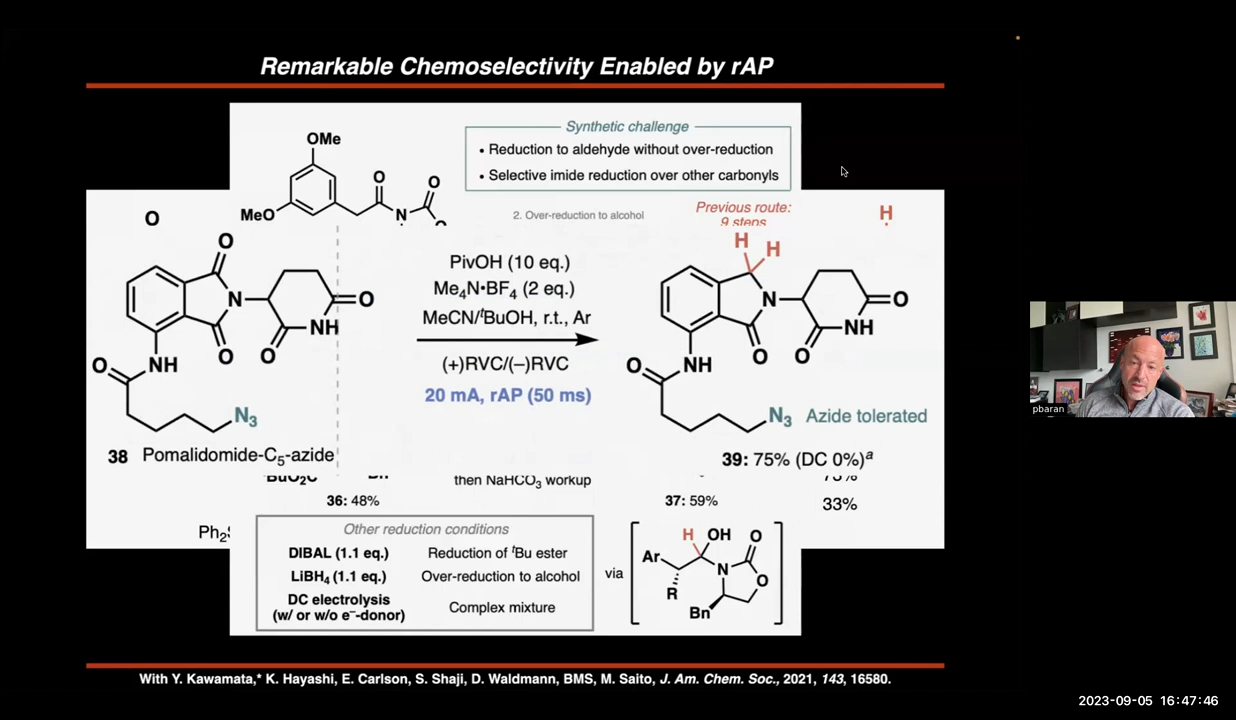 Remarkable Chemoselectivity Enabled by rAP
Synthetic challenge
• Reduction to aldehyde without over-reduction
• Selective imide reduction over other carbonyls
OMe
O
O
MeO
N
2. Over-reduction to alcohol
Previous route:
9 steps
H
O
O
N
O
NH
O
O
O
NH
N₃
38 Pomalidomide-C₅-azide
PivOH (10 eq.)
Me₄N•BF₄ (2 eq.)
MeCN/ᵗBuOH, r.t., Ar
(+)RVC/(–)RVC
20 mA, rAP (50 ms)
H
H
N
O
NH
O
O
O
NH
N₃ Azide tolerated
39: 75% (DC 0%)ᵃ
ᵗBuO₂C
Bn
then NaHCO₃ workup
75%
36: 48%
37: 59%
33%
Ph₂S
Other reduction conditions
DIBAL (1.1 eq.) Reduction of ᵗBu ester
LiBH₄ (1.1 eq.) Over-reduction to alcohol
DC electrolysis
(w/ or w/o e⁻-donor) Complex mixture
via
H
OH
O
Ar
N
O
R
Bn
pbaran
With Y. Kawamata,* K. Hayashi, E. Carlson, S. Shaji, D. Waldmann, BMS, M. Saito, J. Am. Chem. Soc., 2021, 143, 16580.
2023-09-05 16:47:46